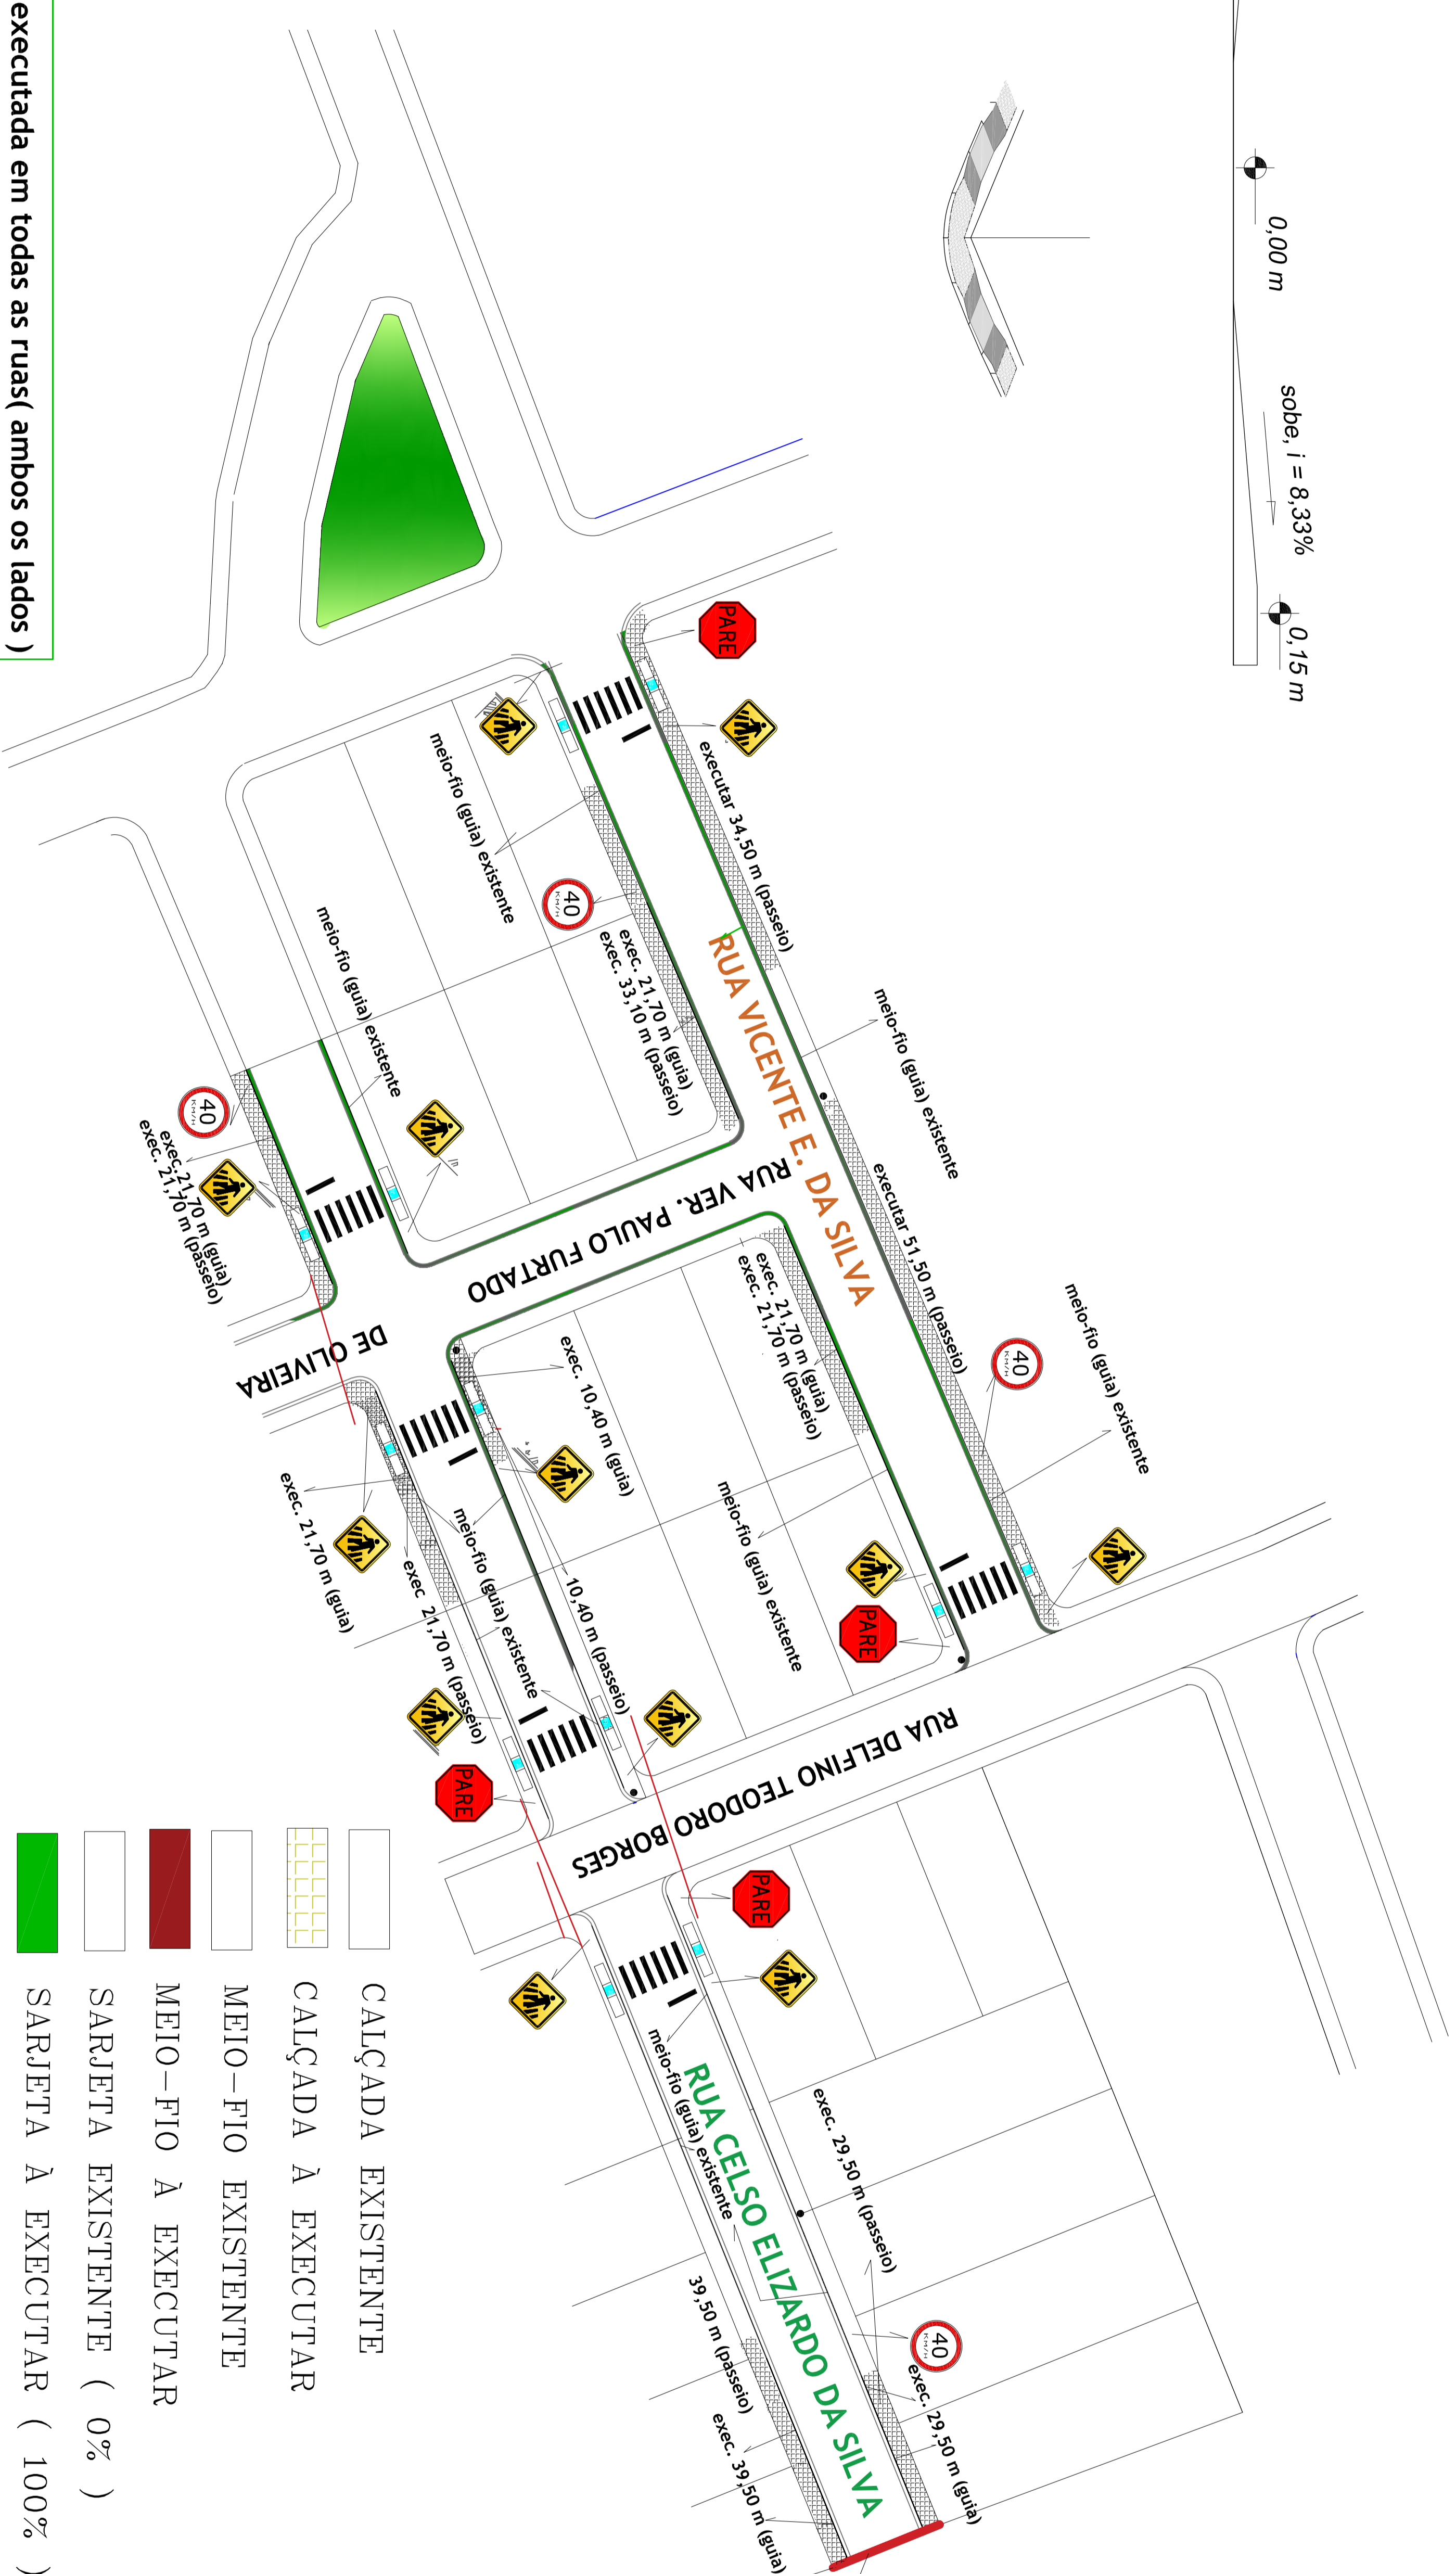 0,00 m
sobe, i = 8,33%
0,15 m
executada em todas as ruas( ambos os lados )
PARE
executar 34,50 m (passeio)
meio-fio (guia) existente
40
KM/H
exec. 21,70 m (guia)
exec. 33,10 m (passeio)
RUA VICENTE E. DA SILVA
meio-fio (guia) existente
executar 51,50 m (passeio)
meio-fio (guia) existente
40
KM/H
meio-fio (guia) existente
40
KM/H
exec. 21,70 m (guia)
exec. 21,70 m (passeio)
RUA VER. PAULO FURTADO
DE OLIVEIRA
exec. 21,70 m (guia)
exec. 21,70 m (passeio)
exec. 10,40 m (guia)
meio-fio (guia) existente
PARE
exec. 21,70 m (guia)
exec 21,70 m (passeio)
meio-fio (guia) existente
10,40 m (passeio)
PARE
RUA DELFINO TEODORO BORGES
PARE
meio-fio (guia) existente
RUA CELSO ELIZARDO DA SILVA
exec. 29,50 m (passeio)
40
KM/H
exec. 29,50 m (guia)
39,50 m (passeio)
exec. 39,50 m (guia)
CALÇADA EXISTENTE
CALÇADA À EXECUTAR
MEIO-FIO EXISTENTE
MEIO-FIO À EXECUTAR
SARJETA EXISTENTE ( 0% )
SARJETA À EXECUTAR ( 100% )